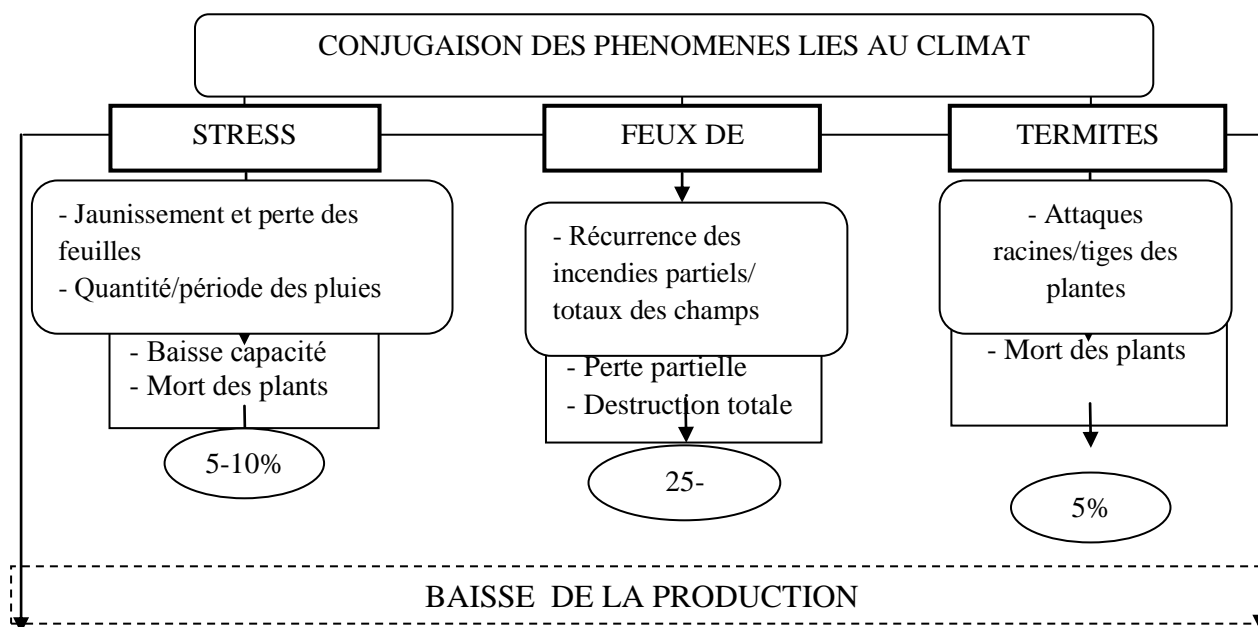 CONJUGAISON DES PHENOMENES LIES AU CLIMAT
STRESS
- Jaunissement et perte des
feuilles
- Quantité/période des pluies
- Baisse capacité
- Mort des plants
5-10%
FEUX DE
- Récurrence des
incendies partiels/
totaux des champs
- Perte partielle
- Destruction totale
25-
TERMITES
- Attaques
racines/tiges des
plantes
- Mort des plants
5%
BAISSE DE LA PRODUCTION